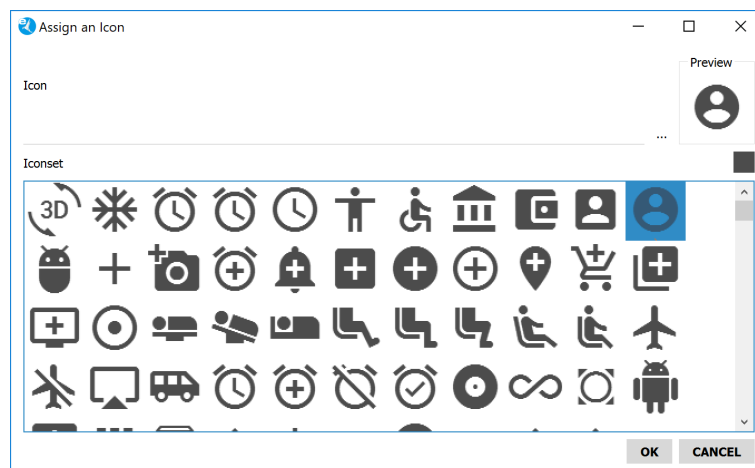 Assign an Icon
Preview
Icon
...
Iconset
3D
OK CANCEL